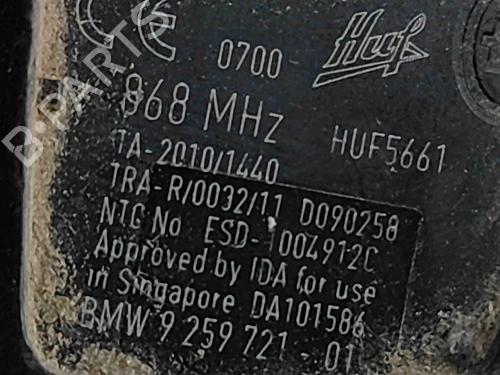 CE 0700 Huf
868 MHz HUF5661
TA-2010/1440
TRA-R/0032/11 D090258
NTC No ESD-1004912C
Approved by IDA for use
in Singapore DA101586
BMW 9 259 721 - 01